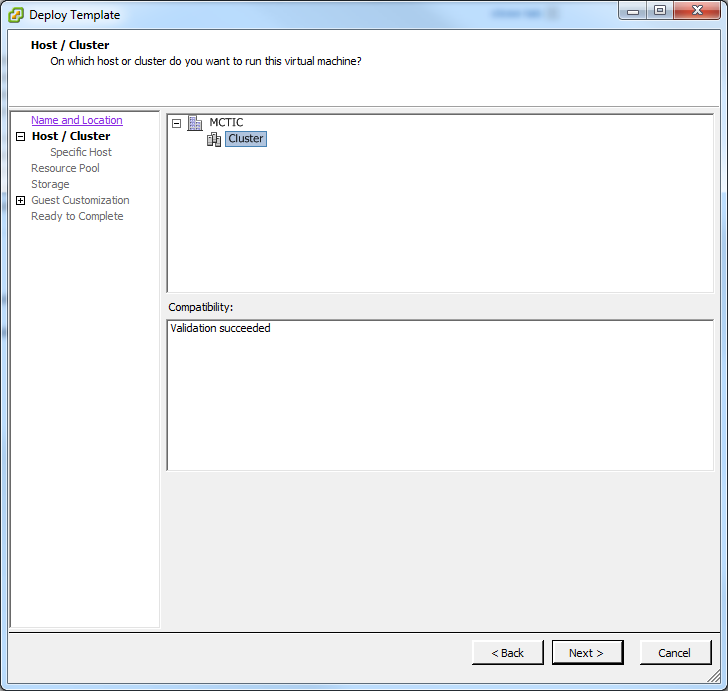 Deploy Template
Host / Cluster
On which host or cluster do you want to run this virtual machine?
Name and Location
Host / Cluster
Specific Host
Resource Pool
Storage
Guest Customization
Ready to Complete
MCTIC
Cluster
Compatibility:
Validation succeeded
< Back
Next >
Cancel